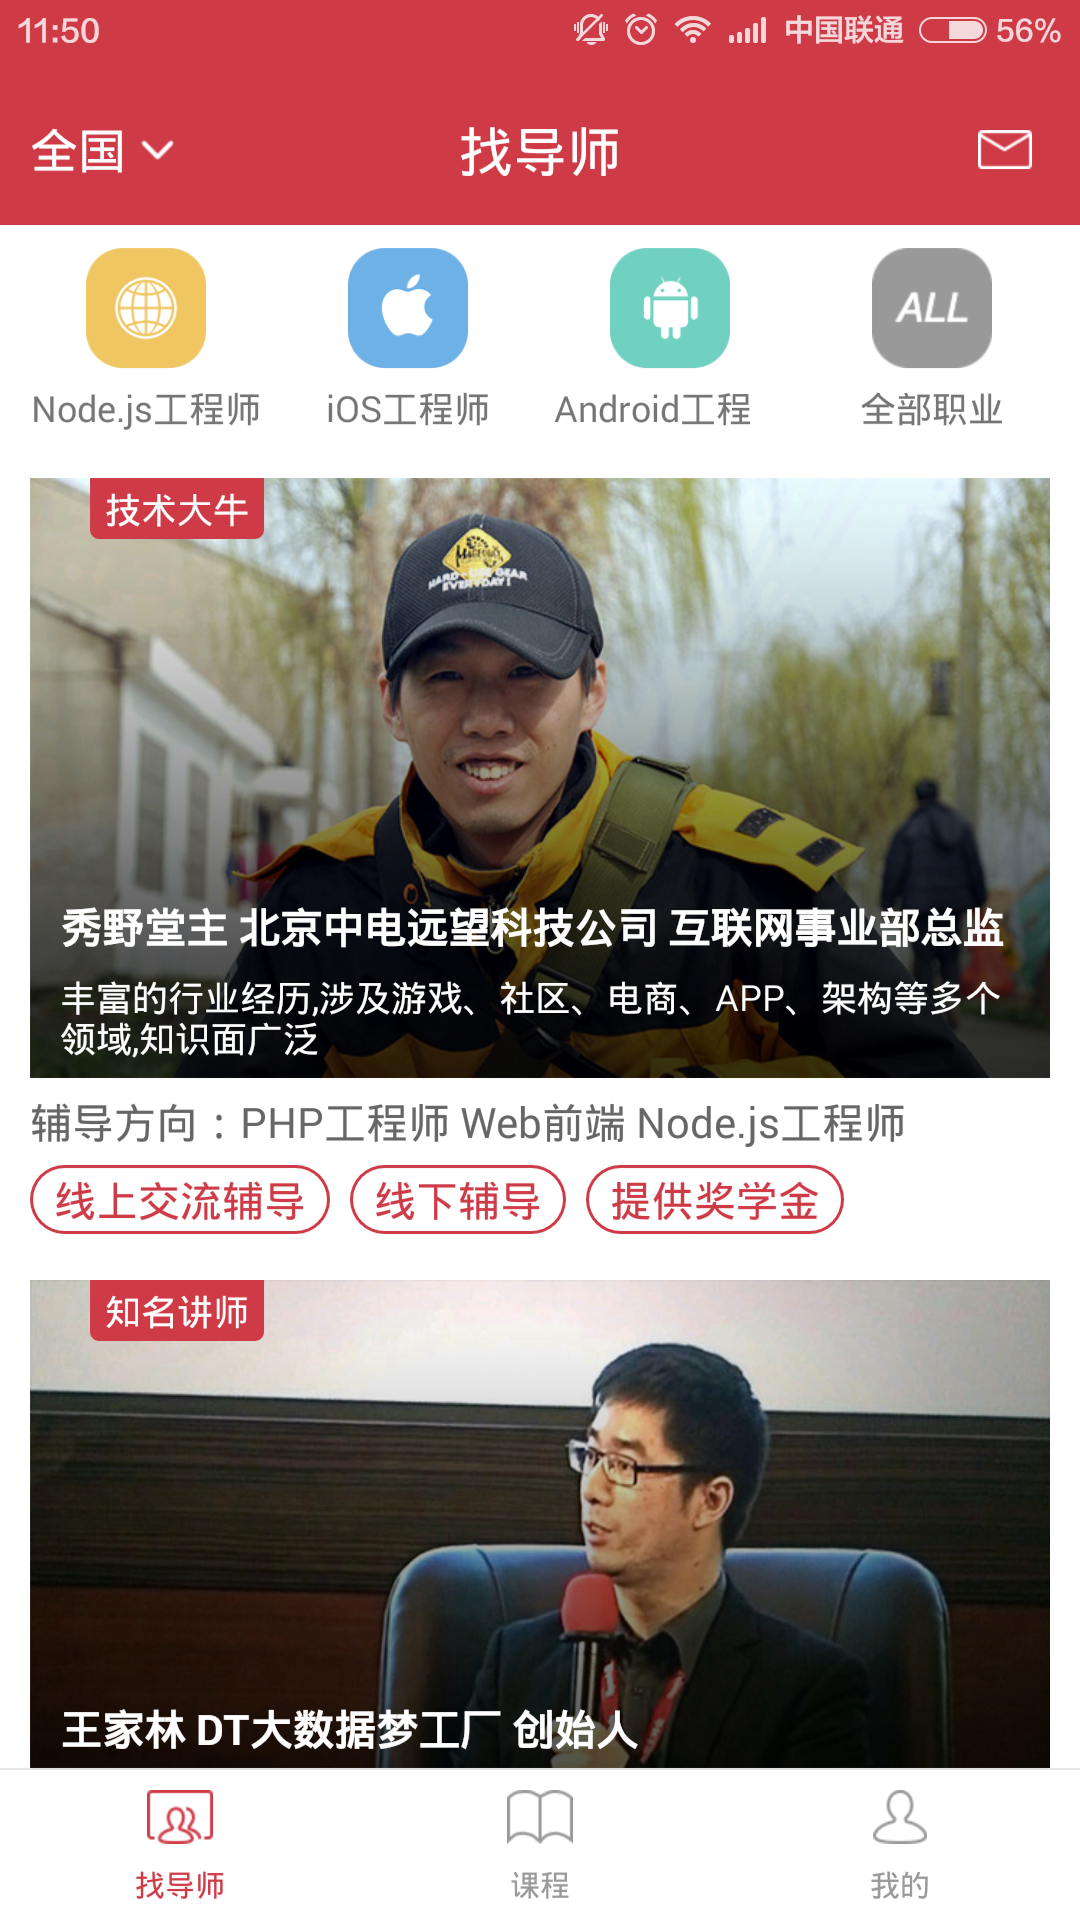 11:50
中国联通 56%
全国
找导师
ALL
Node.js工程师
iOS工程师
Android工程
全部职业
技术大牛
HARD - USE GEAR
EVERYDAY!
秀野堂主 北京中电远望科技公司 互联网事业部总监
丰富的行业经历,涉及游戏、社区、电商、APP、架构等多个
领域,知识面广泛
辅导方向：PHP工程师 Web前端 Node.js工程师
线上交流辅导
线下辅导
提供奖学金
知名讲师
王家林 DT大数据梦工厂 创始人
找导师
课程
我的